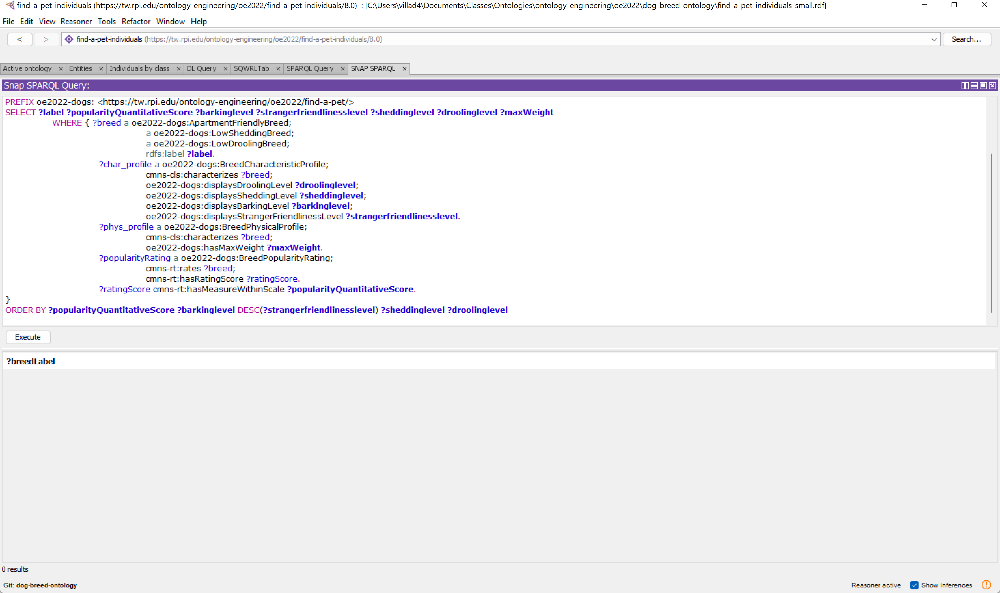 find-a-pet-individuals (https://tw.rpi.edu/ontology-engineering/oe2022/find-a-pet-individuals/8.0)  : [C:\Users\villad4\Documents\Classes\Ontologies\ontology-engineering\oe2022\dog-breed-ontology\find-a-pet-individuals-small.rdf]
File Edit View Reasoner Tools Refactor Window Help
< > find-a-pet-individuals (https://tw.rpi.edu/ontology-engineering/oe2022/find-a-pet-individuals/8.0) Search...
Active ontology × Entities × Individuals by class × DL Query × SQWRLTab × SPARQL Query × SNAP SPARQL ×
Snap SPARQL Query:
PREFIX oe2022-dogs: <https://tw.rpi.edu/ontology-engineering/oe2022/find-a-pet/>
SELECT ?label ?popularityQuantitativeScore ?barkinglevel ?strangerfriendlinesslevel ?sheddinglevel ?droolinglevel ?maxWeight
WHERE { ?breed a oe2022-dogs:ApartmentFriendlyBreed;
a oe2022-dogs:LowSheddingBreed;
a oe2022-dogs:LowDroolingBreed;
rdfs:label ?label.
?char_profile a oe2022-dogs:BreedCharacteristicProfile;
cmns-cls:characterizes ?breed;
oe2022-dogs:displaysDroolingLevel ?droolinglevel;
oe2022-dogs:displaysSheddingLevel ?sheddinglevel;
oe2022-dogs:displaysBarkingLevel ?barkinglevel;
oe2022-dogs:displaysStrangerFriendlinessLevel ?strangerfriendlinesslevel.
?phys_profile a oe2022-dogs:BreedPhysicalProfile;
cmns-cls:characterizes ?breed;
oe2022-dogs:hasMaxWeight ?maxWeight.
?popularityRating a oe2022-dogs:BreedPopularityRating;
cmns-rt:rates ?breed;
cmns-rt:hasRatingScore ?ratingScore.
?ratingScore cmns-rt:hasMeasureWithinScale ?popularityQuantitativeScore.
}
ORDER BY ?popularityQuantitativeScore ?barkinglevel DESC(?strangerfriendlinesslevel) ?sheddinglevel ?droolinglevel
Execute
?breedLabel
0 results
Git: dog-breed-ontology Reasoner active Show Inferences